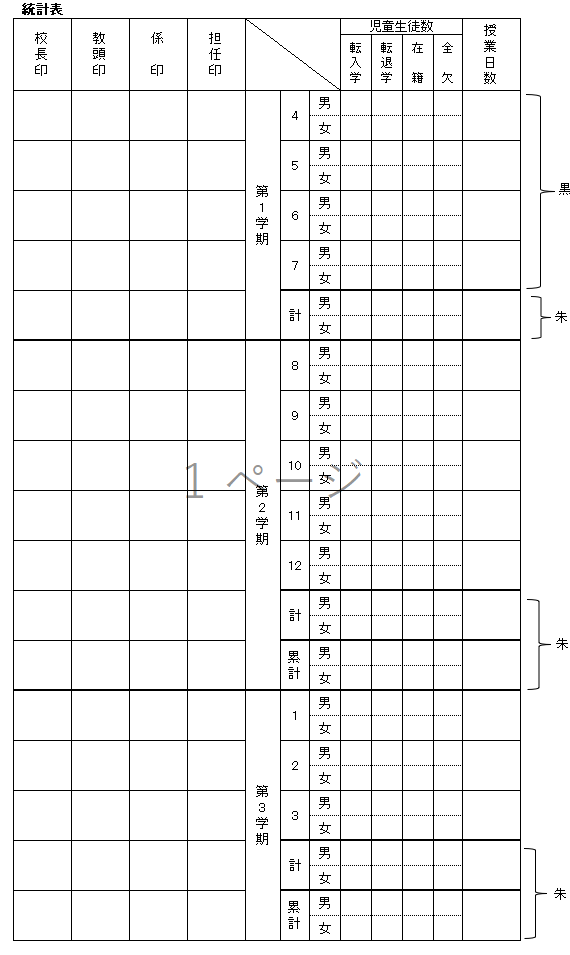 統計表
校長印 教頭印 係印 担任印 児童生徒数 授業日数
転入学 転退学 在籍 全欠
第1学期
4 男
女
5 男
女
6 男
女
7 男
女
黒
計 男
女
朱
第2学期
8 男
女
9 男
女
10 男
女
11 男
女
12 男
女
計 男
女
累計 男
女
朱
第3学期
1 男
女
2 男
女
3 男
女
計 男
女
累計 男
女
朱
1 ページ